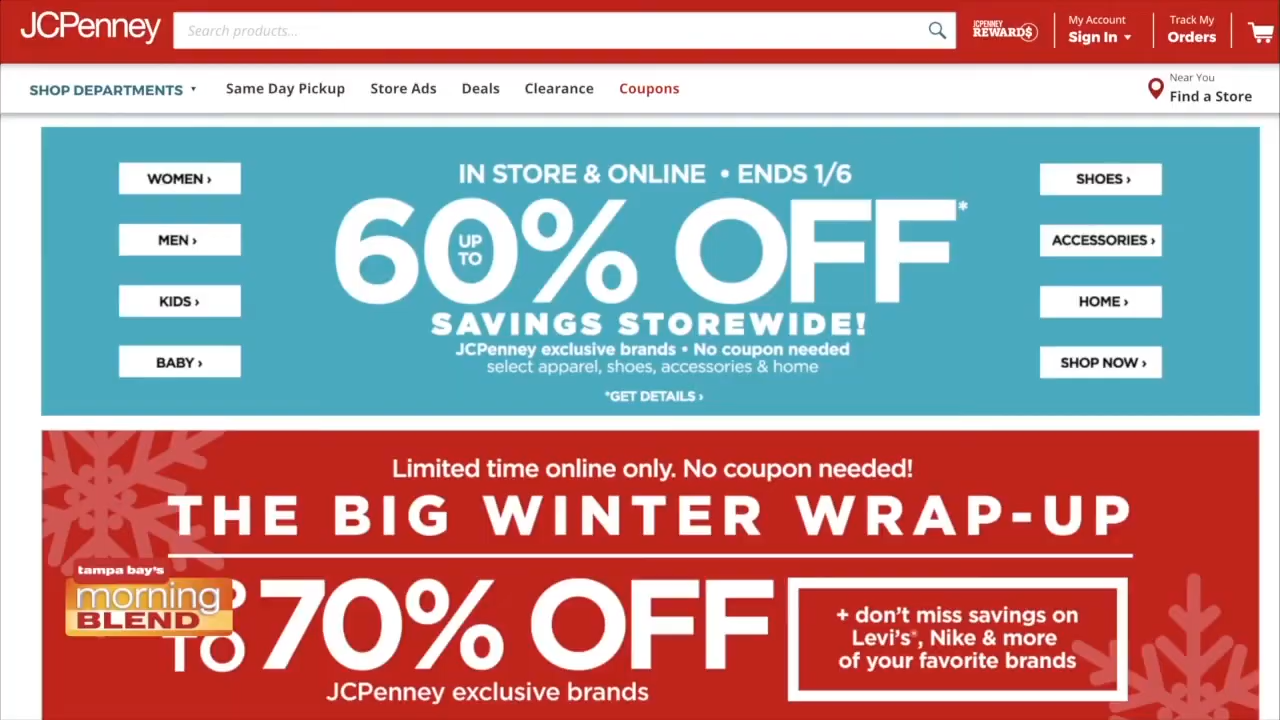 JCPenney
Search products...
JCPENNEY
REWARD$
My Account
Sign In
Track My
Orders
SHOP DEPARTMENTS
Same Day Pickup
Store Ads
Deals
Clearance
Coupons
Near You
Find a Store
WOMEN ›
MEN ›
KIDS ›
BABY ›
IN STORE & ONLINE • ENDS 1/6
UP TO
60% OFF*
SAVINGS STOREWIDE!
JCPenney exclusive brands • No coupon needed
select apparel, shoes, accessories & home
*GET DETAILS ›
SHOES ›
ACCESSORIES ›
HOME ›
SHOP NOW ›
Limited time online only. No coupon needed!
THE BIG WINTER WRAP-UP
TO 70% OFF
JCPenney exclusive brands
+ don't miss savings on
Levi's®, Nike & more
of your favorite brands
tampa bay's
morning
BLEND